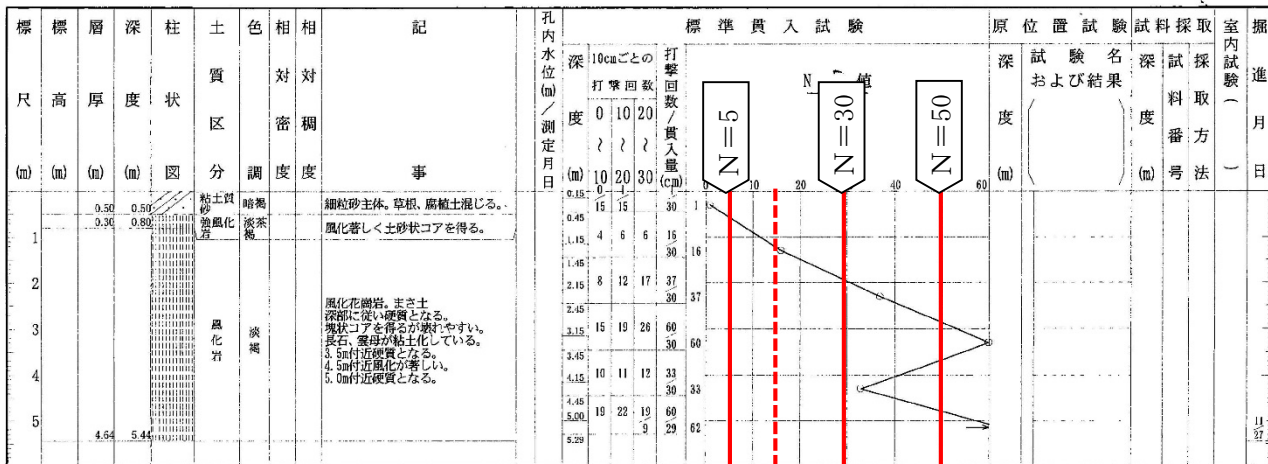 標尺(m)
標高(m)
層厚(m)
深度(m)
柱状図
土質区分
色調
相対密度
相対稠度
記事
孔内水位(m)／測定月日
標準貫入試験
深度(m)
10cmごとの打撃回数
0〜10
10〜20
20〜30
打撃回数／貫入量(cm)
N 値
N=5
N=30
N=50
0 10 20 40 60
原位置試験
深度(m)
試験名および結果
( )
試料採取
深度(m)
試料番号
採取方法
室内試験( )
掘進月日
0.50 0.50 粘土質砂 暗褐 細粒砂主体。草根、腐植土混じる。
0.30 0.80 強風化岩 淡茶褐 風化著しく土砂状コアを得る。
4.64 5.44 風化岩 淡褐
風化花崗岩。まさ土
深部に従い硬質となる。
塊状コアを得るが壊れやすい。
長石、雲母が粘土化している。
3.5m付近硬質となる。
4.5m付近風化が著しい。
5.0m付近硬質となる。
1
2
3
4
5
0.15 0.45 15 15 30 1
1.15 1.45 4 6 6 16/30 16
2.15 2.45 8 12 17 37/30 37
3.15 3.45 15 19 26 60/30 60
4.15 4.45 10 11 12 33/30 33
5.00 5.29 19 22 19/9 60/29 62
11/27